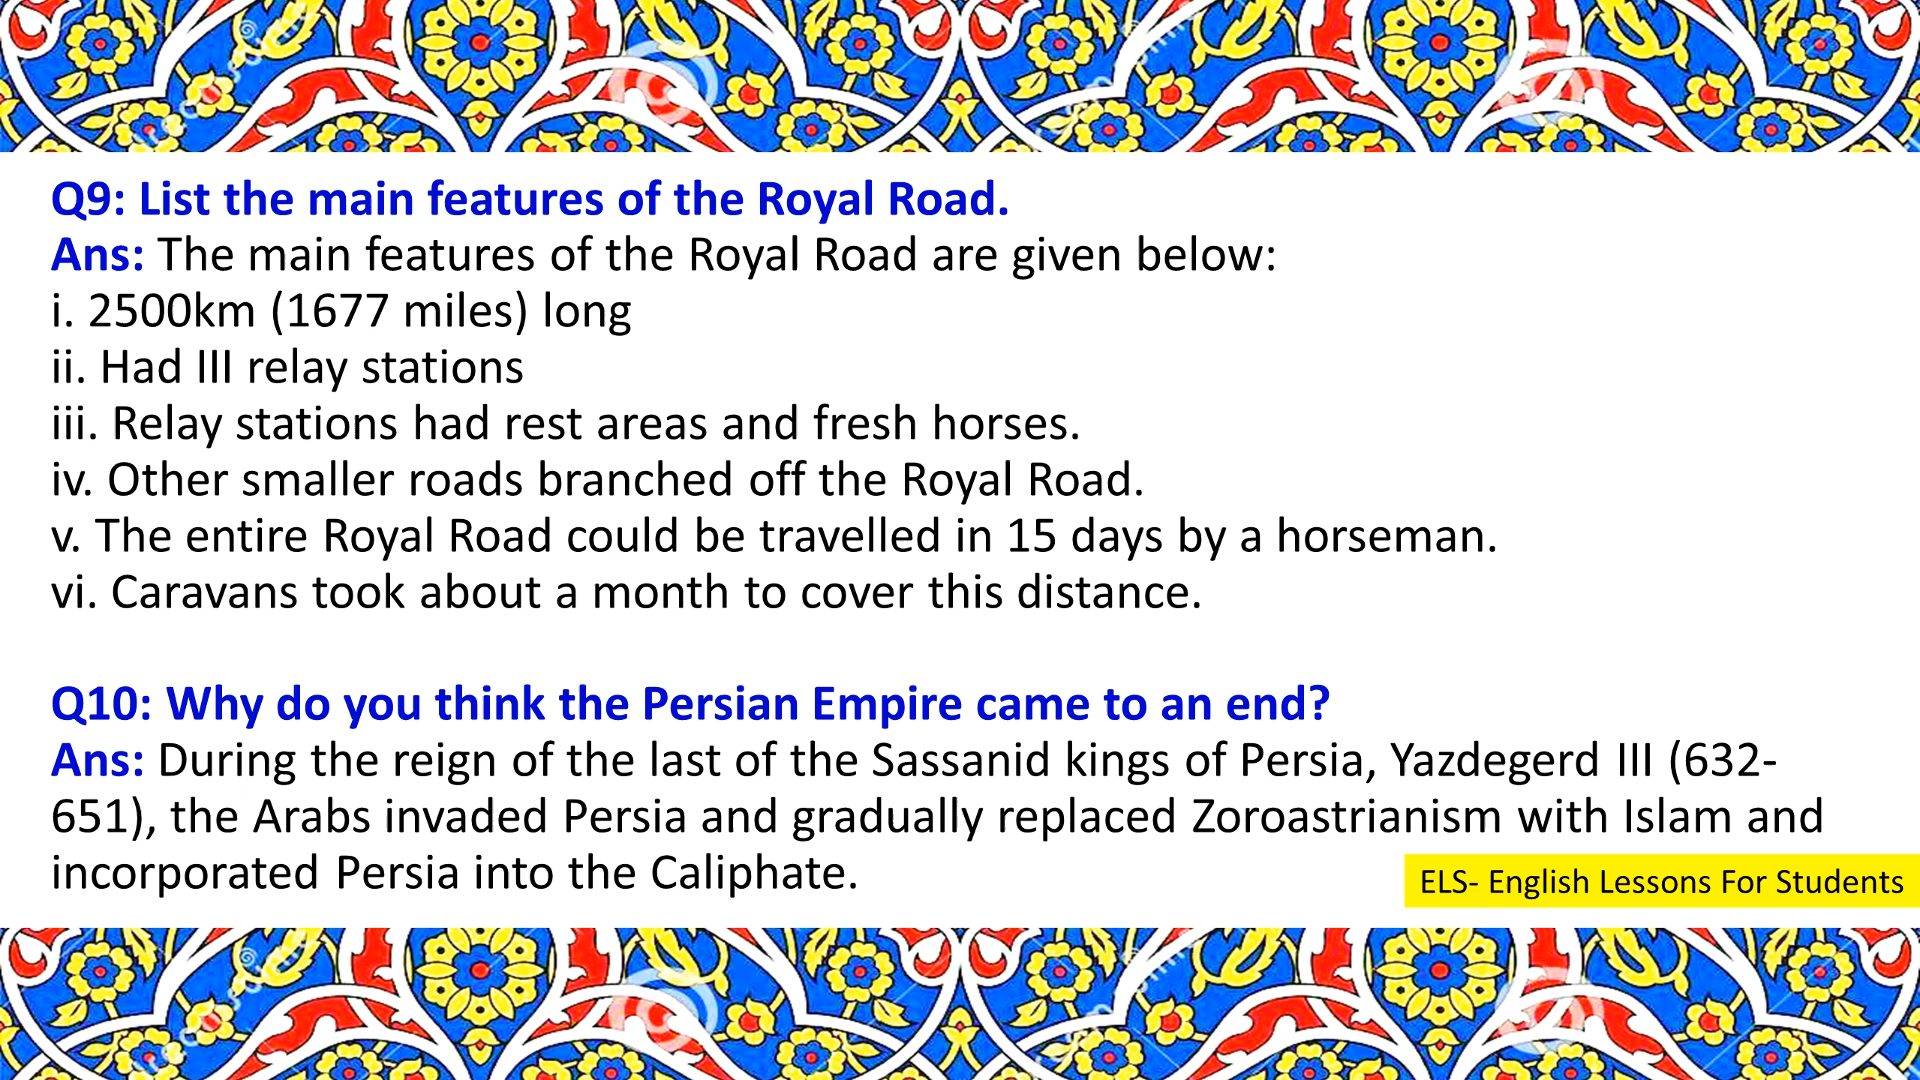 Q9: List the main features of the Royal Road.
Ans: The main features of the Royal Road are given below:
i. 2500km (1677 miles) long
ii. Had III relay stations
iii. Relay stations had rest areas and fresh horses.
iv. Other smaller roads branched off the Royal Road.
v. The entire Royal Road could be travelled in 15 days by a horseman.
vi. Caravans took about a month to cover this distance.
Q10: Why do you think the Persian Empire came to an end?
Ans: During the reign of the last of the Sassanid kings of Persia, Yazdegerd III (632-
651), the Arabs invaded Persia and gradually replaced Zoroastrianism with Islam and
incorporated Persia into the Caliphate.
ELS- English Lessons For Students